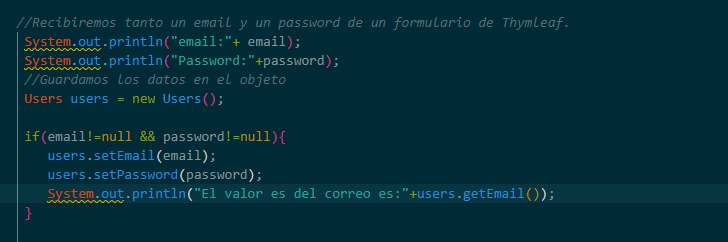 //Recibiremos tanto un email y un password de un formulario de Thymleaf.
System.out.println("email:"+ email);
System.out.println("Password:"+password);
//Guardamos los datos en el objeto
Users users = new Users();
if(email!=null && password!=null){
users.setEmail(email);
users.setPassword(password);
System.out.println("El valor es del correo es:"+users.getEmail());
}